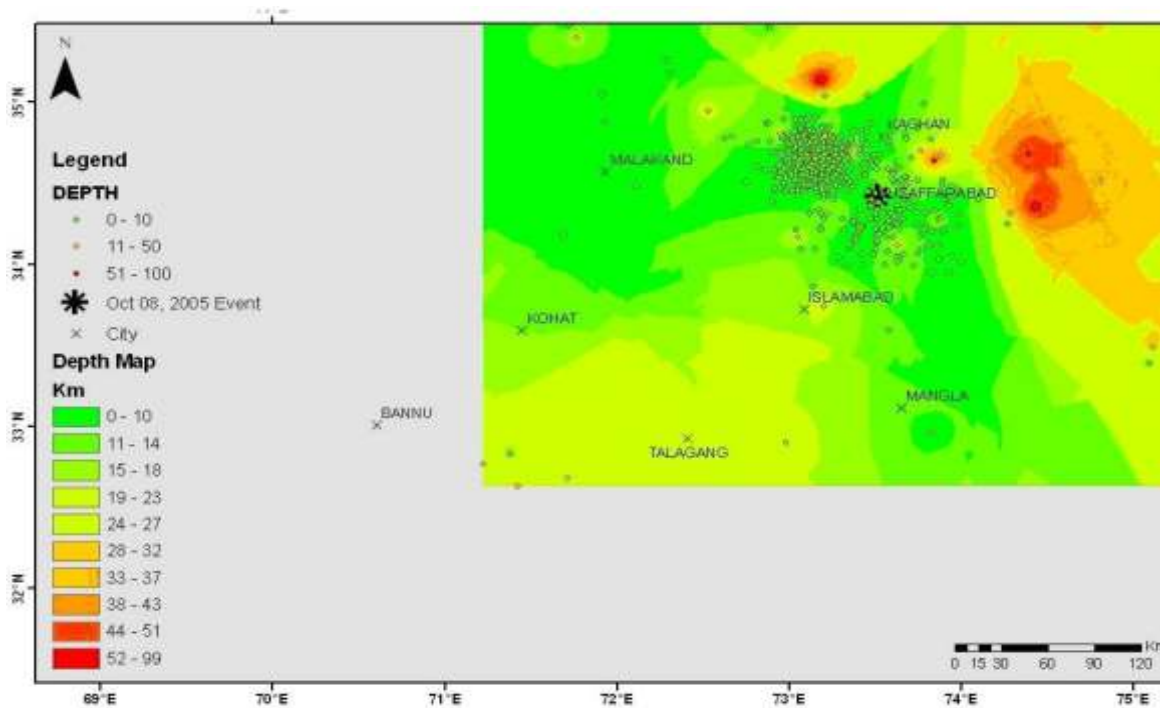 N
Legend
DEPTH
0 - 10
11 - 50
51 - 100
Oct 08, 2005 Event
City
Depth Map
Km
0 - 10
11 - 14
15 - 18
19 - 23
24 - 27
28 - 32
33 - 37
38 - 43
44 - 51
52 - 99
KAGHAN
MALAKAND
UZAFFARABAD
ISLAMABAD
KOHAT
MANGLA
BANNU
TALAGANG
35°N
34°N
33°N
32°N
Km
0 15 30 60 90 120
69°E 70°E 71°E 72°E 73°E 74°E 75°E